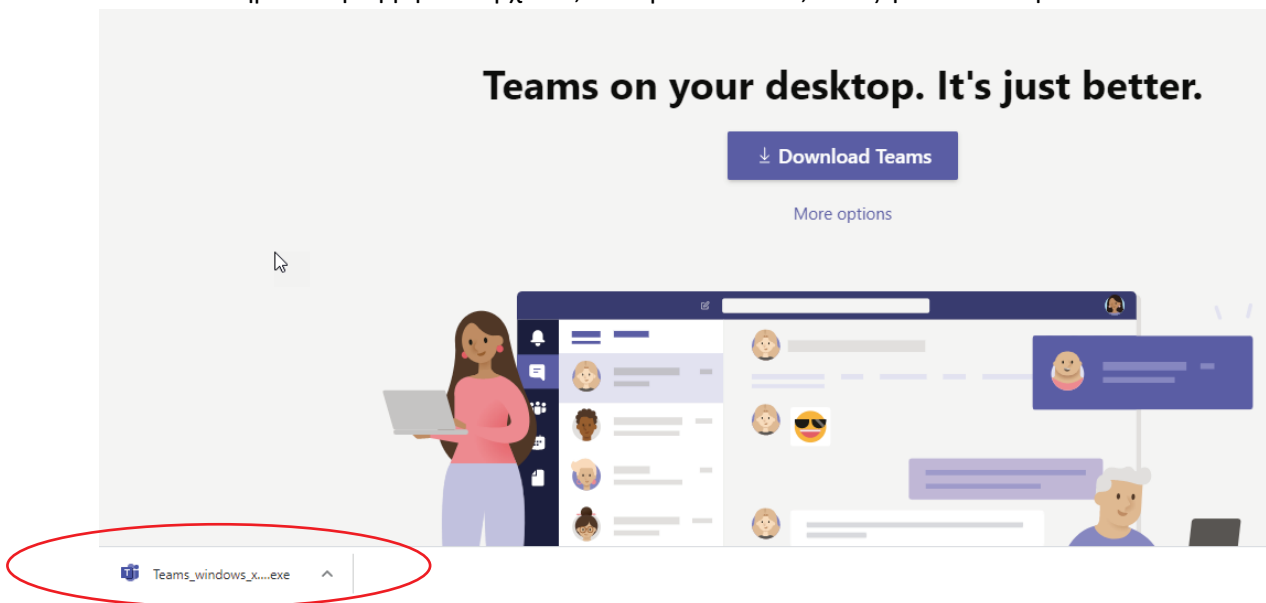 Teams on your desktop. It's just better.
Download Teams
More options
Teams_windows_x....exe